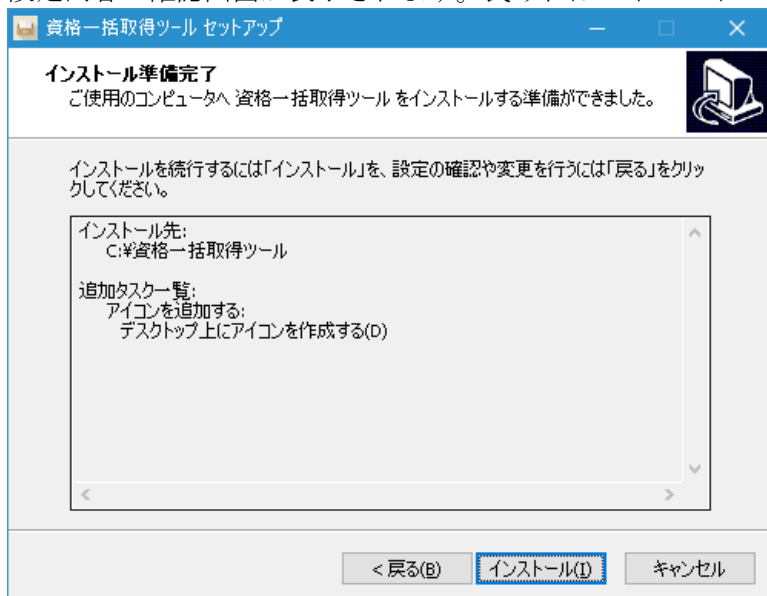 資格一括取得ツール セットアップ
インストール準備完了
ご使用のコンピュータへ 資格一括取得ツール をインストールする準備ができました。
インストールを続行するには「インストール」を、設定の確認や変更を行うには「戻る」をクリッ
クしてください。
インストール先:
C:¥資格一括取得ツール
追加タスク一覧:
アイコンを追加する:
デスクトップ上にアイコンを作成する(D)
< 戻る(B)
インストール(I)
キャンセル